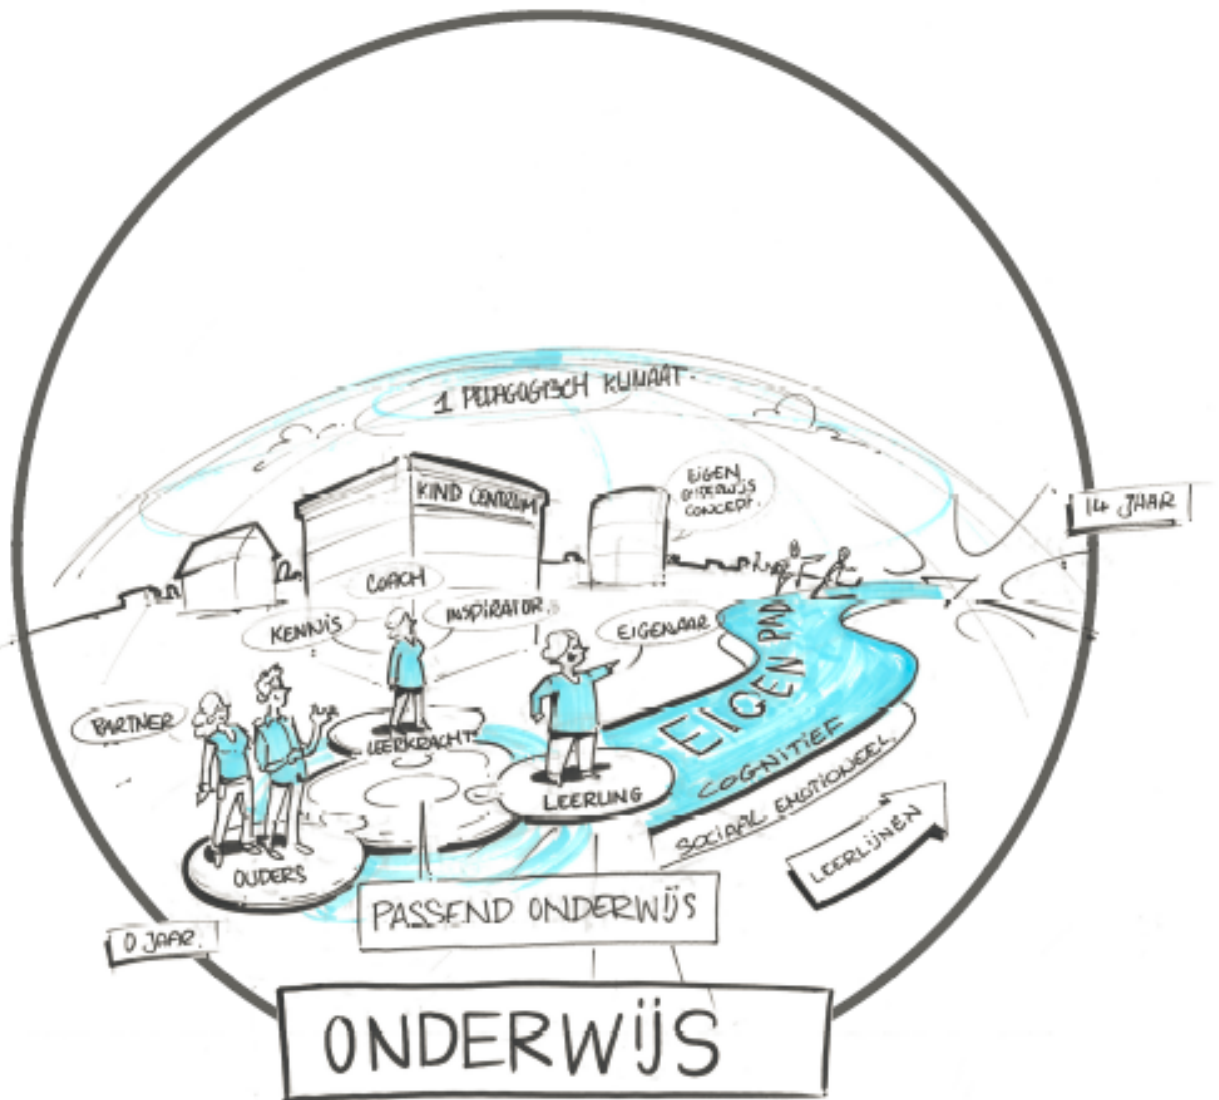 1 PEDAGOGISCH KLIMAAT.
KIND CENTRUM
EIGEN
ONDERWIJS
CONCEPT.
14 JAAR
COACH
KENNIS
INSPIRATOR
EIGENAAR
PARTNER
LEERKRACHT
LEERLING
OUDERS
EIGEN PAD
COGNITIEF
SOCIAAL EMOTIONEEL
LEERLIJNEN
PASSEND ONDERWIJS
0 JAAR.
ONDERWIJS